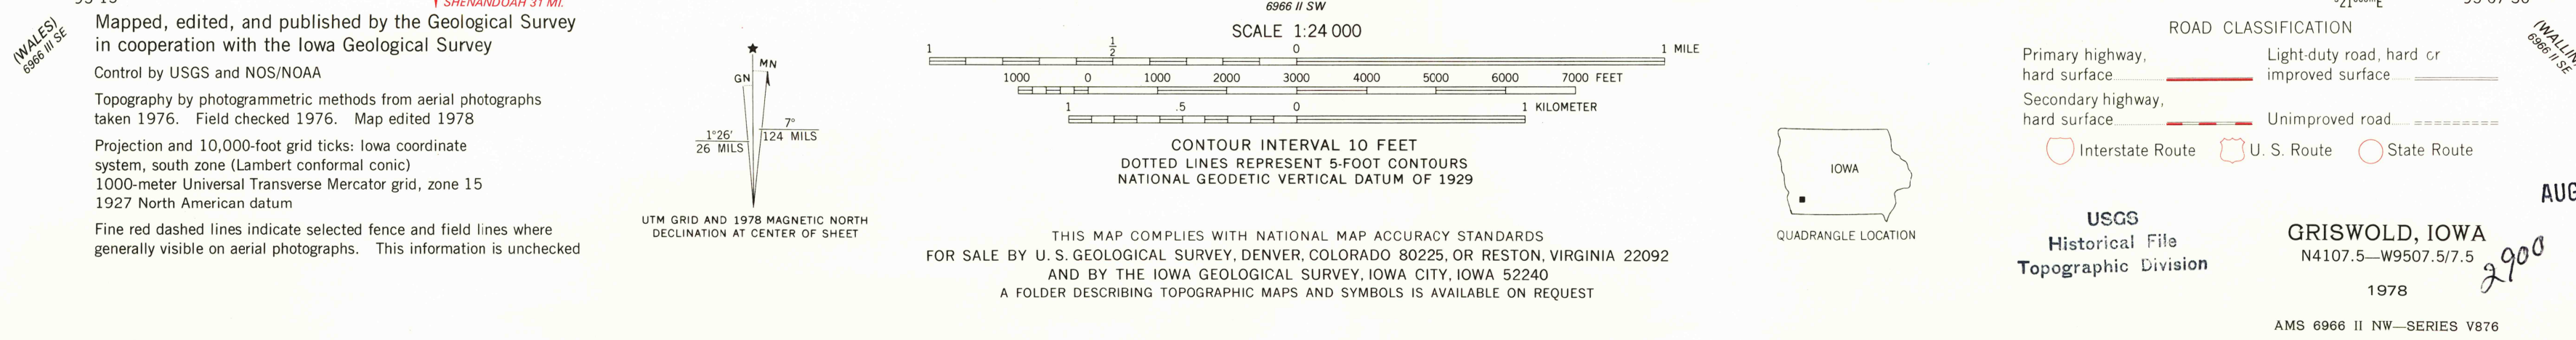 SHENANDOAH 31 MI.
(WALES)
6966 III SE
Mapped, edited, and published by the Geological Survey
in cooperation with the Iowa Geological Survey
Control by USGS and NOS/NOAA
Topography by photogrammetric methods from aerial photographs
taken 1976. Field checked 1976. Map edited 1978
Projection and 10,000-foot grid ticks: Iowa coordinate
system, south zone (Lambert conformal conic)
1000-meter Universal Transverse Mercator grid, zone 15
1927 North American datum
Fine red dashed lines indicate selected fence and field lines where
generally visible on aerial photographs. This information is unchecked
MN
GN
1°26′
26 MILS
7°
124 MILS
UTM GRID AND 1978 MAGNETIC NORTH
DECLINATION AT CENTER OF SHEET
6966 II SW
SCALE 1:24 000
1 1/2 0 1 MILE
1000 0 1000 2000 3000 4000 5000 6000 7000 FEET
1 .5 0 1 KILOMETER
CONTOUR INTERVAL 10 FEET
DOTTED LINES REPRESENT 5-FOOT CONTOURS
NATIONAL GEODETIC VERTICAL DATUM OF 1929
THIS MAP COMPLIES WITH NATIONAL MAP ACCURACY STANDARDS
FOR SALE BY U. S. GEOLOGICAL SURVEY, DENVER, COLORADO 80225, OR RESTON, VIRGINIA 22092
AND BY THE IOWA GEOLOGICAL SURVEY, IOWA CITY, IOWA 52240
A FOLDER DESCRIBING TOPOGRAPHIC MAPS AND SYMBOLS IS AVAILABLE ON REQUEST
IOWA
QUADRANGLE LOCATION
ROAD CLASSIFICATION
Primary highway,
hard surface
Light-duty road, hard or
improved surface
Secondary highway,
hard surface
Unimproved road
Interstate Route U. S. Route State Route
6966 II SE
USGS
Historical File
Topographic Division
AUG
GRISWOLD, IOWA
N4107.5—W9507.5/7.5
2900
1978
AMS 6966 II NW—SERIES V876